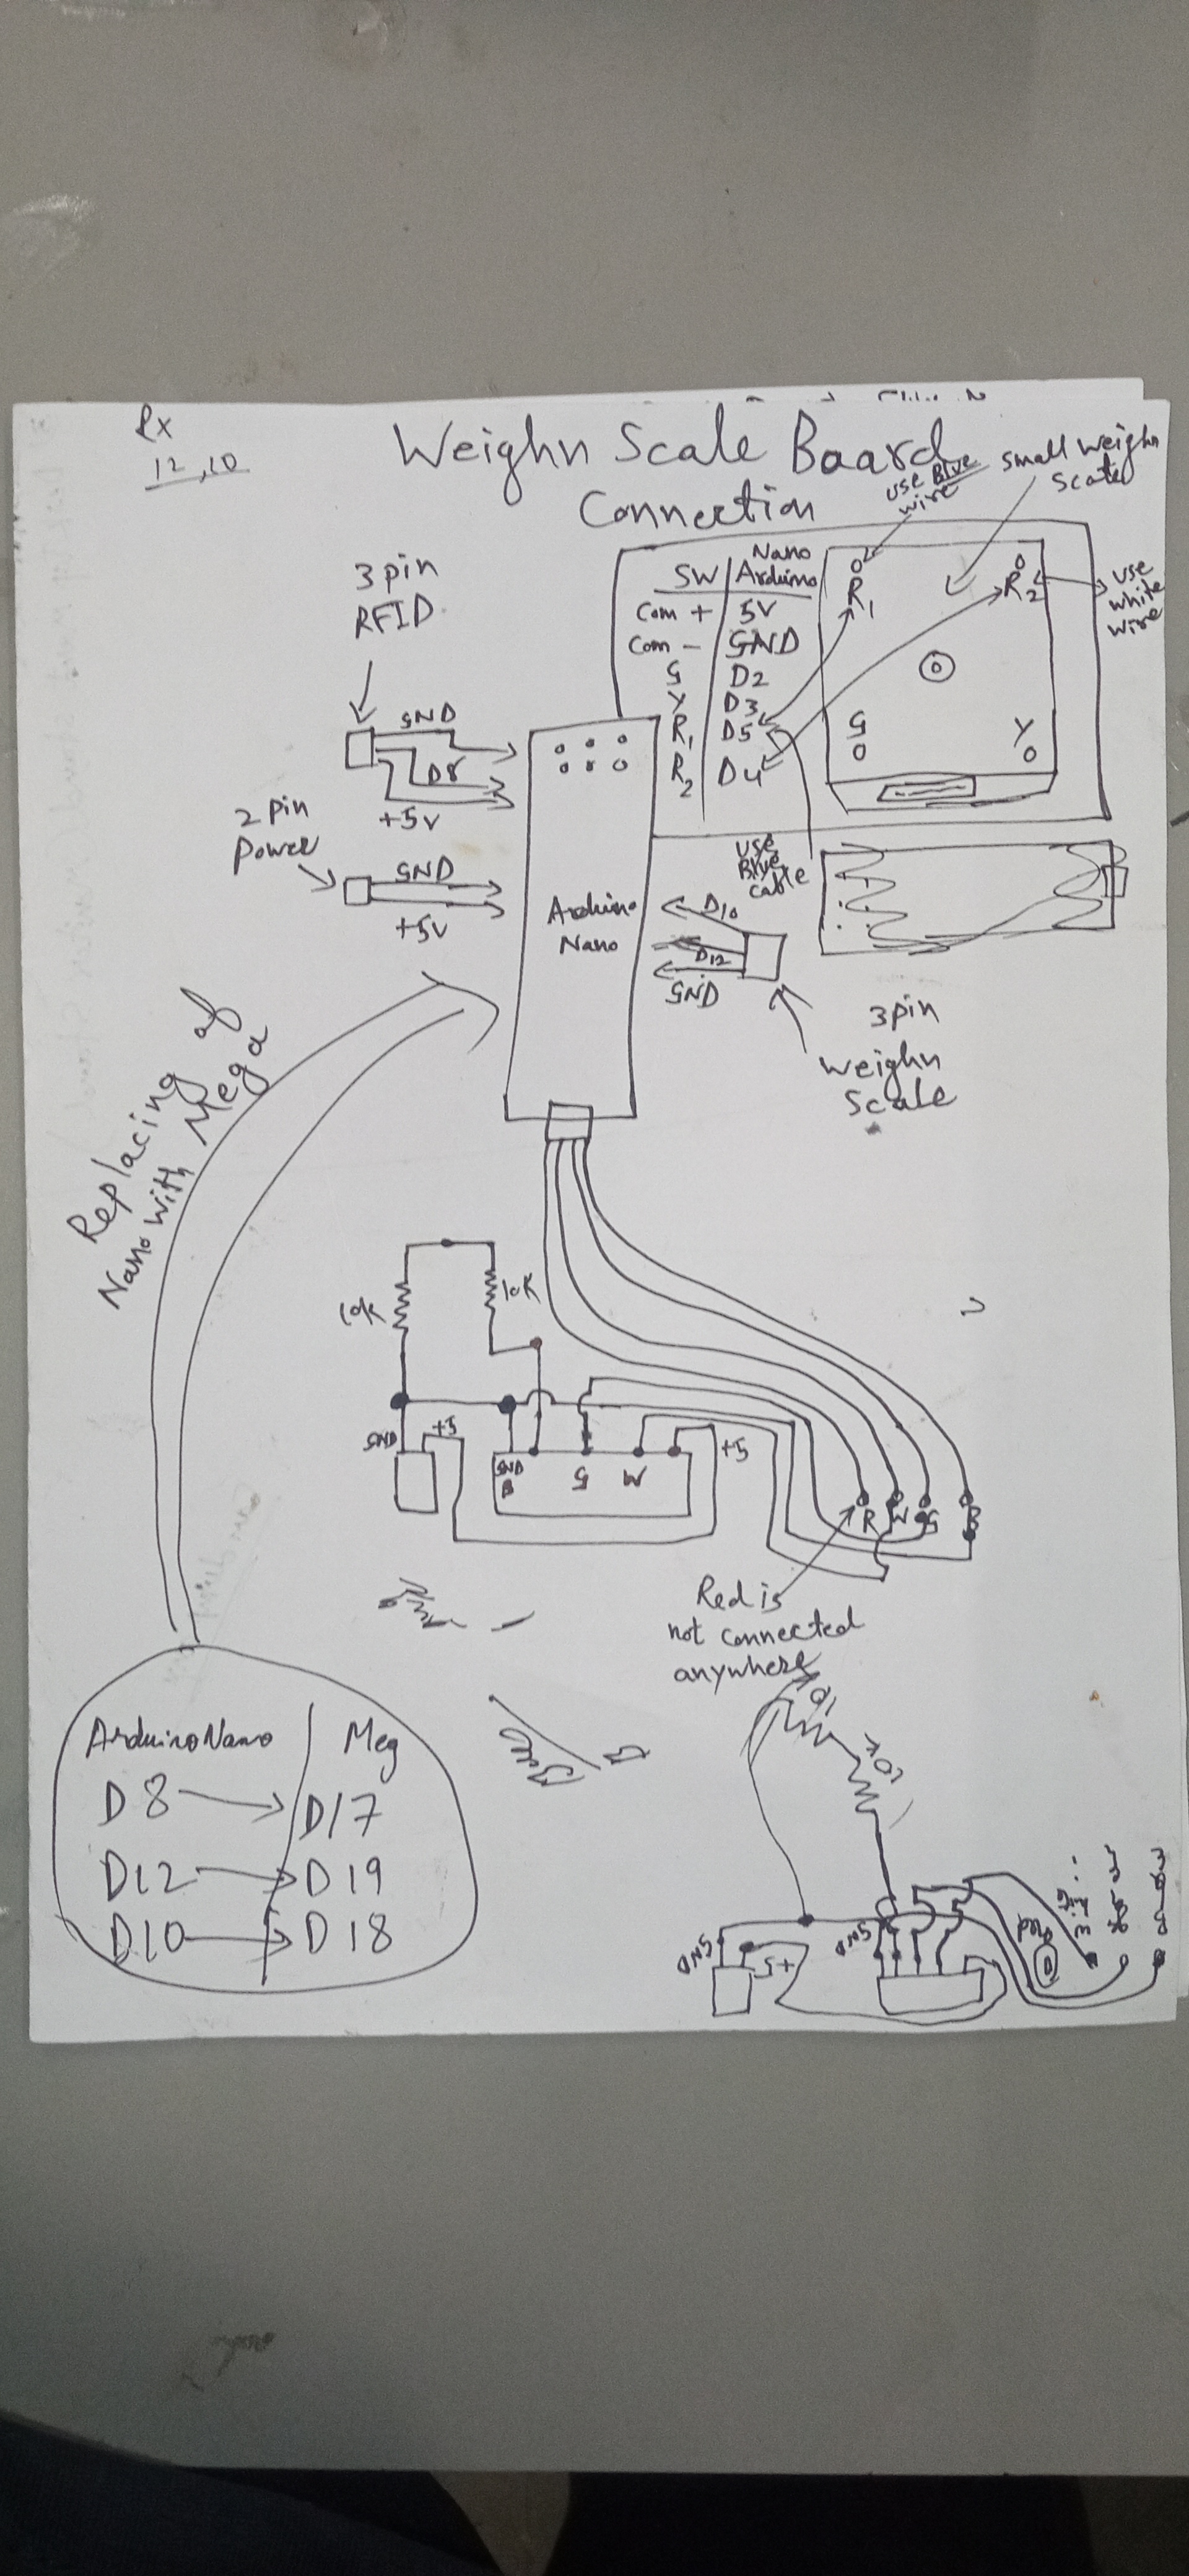 Rx
12,10
Weighn Scale Board
Connection
use Blue
wire
small weighn
scale
3 pin
RFID
SW
Nano
Arduino
Com + 5V
Com - GND
G D2
Y D3
R1 D5
R2 D4
R1
R2
use
white
wire
G
Y
GND
D8
+5V
2 pin
Power
GND
+5V
Arduino
Nano
use
Blue
cable
D10
D12
GND
3pin
weighn
scale
Replacing of
Nano with Mega
10k
10K
GND
+5
GND
B
G
W
+5
R W G B
Red is
not connected
anywhere
Arduino Nano
Meg
D8 D17
D12 D19
D10 D18
10k
GND
+5
GND